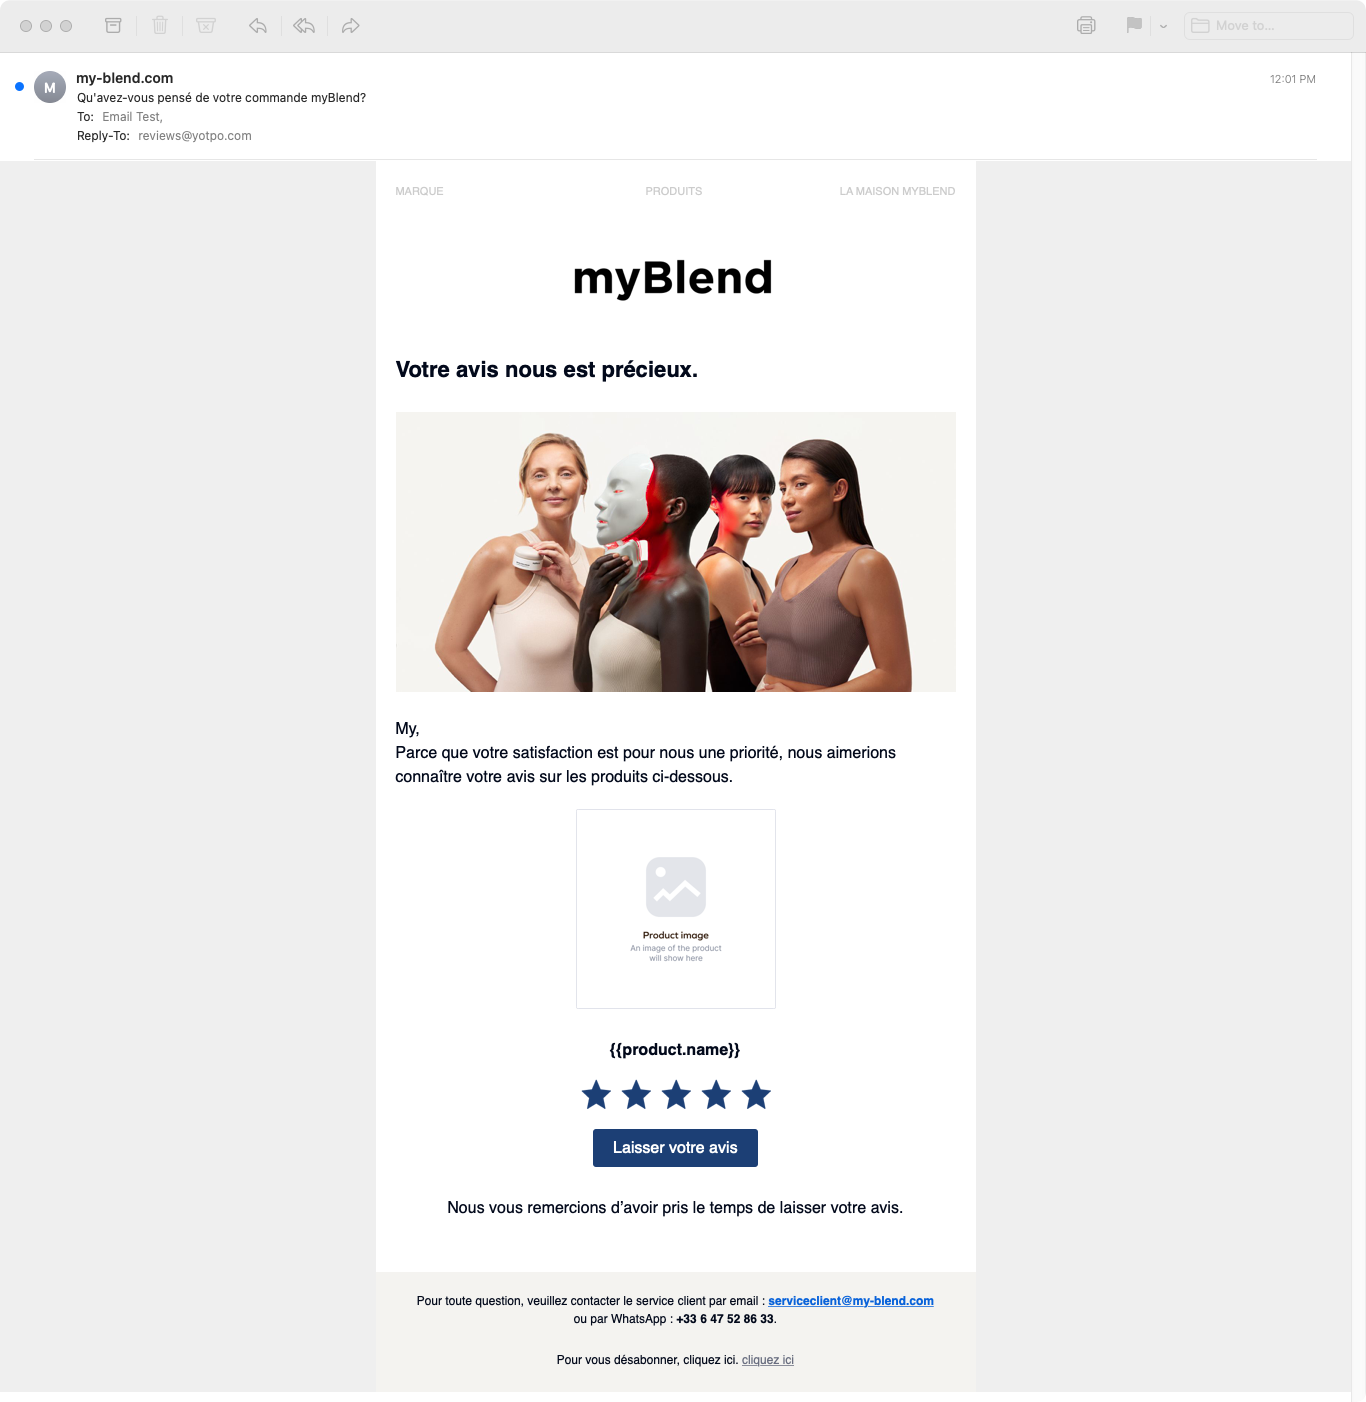 Move to...
M
my-blend.com
12:01 PM
Qu'avez-vous pensé de votre commande myBlend?
To: Email Test,
Reply-To: reviews@yotpo.com
MARQUE PRODUITS LA MAISON MYBLEND
myBlend
Votre avis nous est précieux.
My,
Parce que votre satisfaction est pour nous une priorité, nous aimerions
connaître votre avis sur les produits ci-dessous.
Product image
An image of the product
will show here
{{product.name}}
Laisser votre avis
Nous vous remercions d’avoir pris le temps de laisser votre avis.
Pour toute question, veuillez contacter le service client par email : serviceclient@my-blend.com
ou par WhatsApp : +33 6 47 52 86 33.
Pour vous désabonner, cliquez ici. cliquez ici